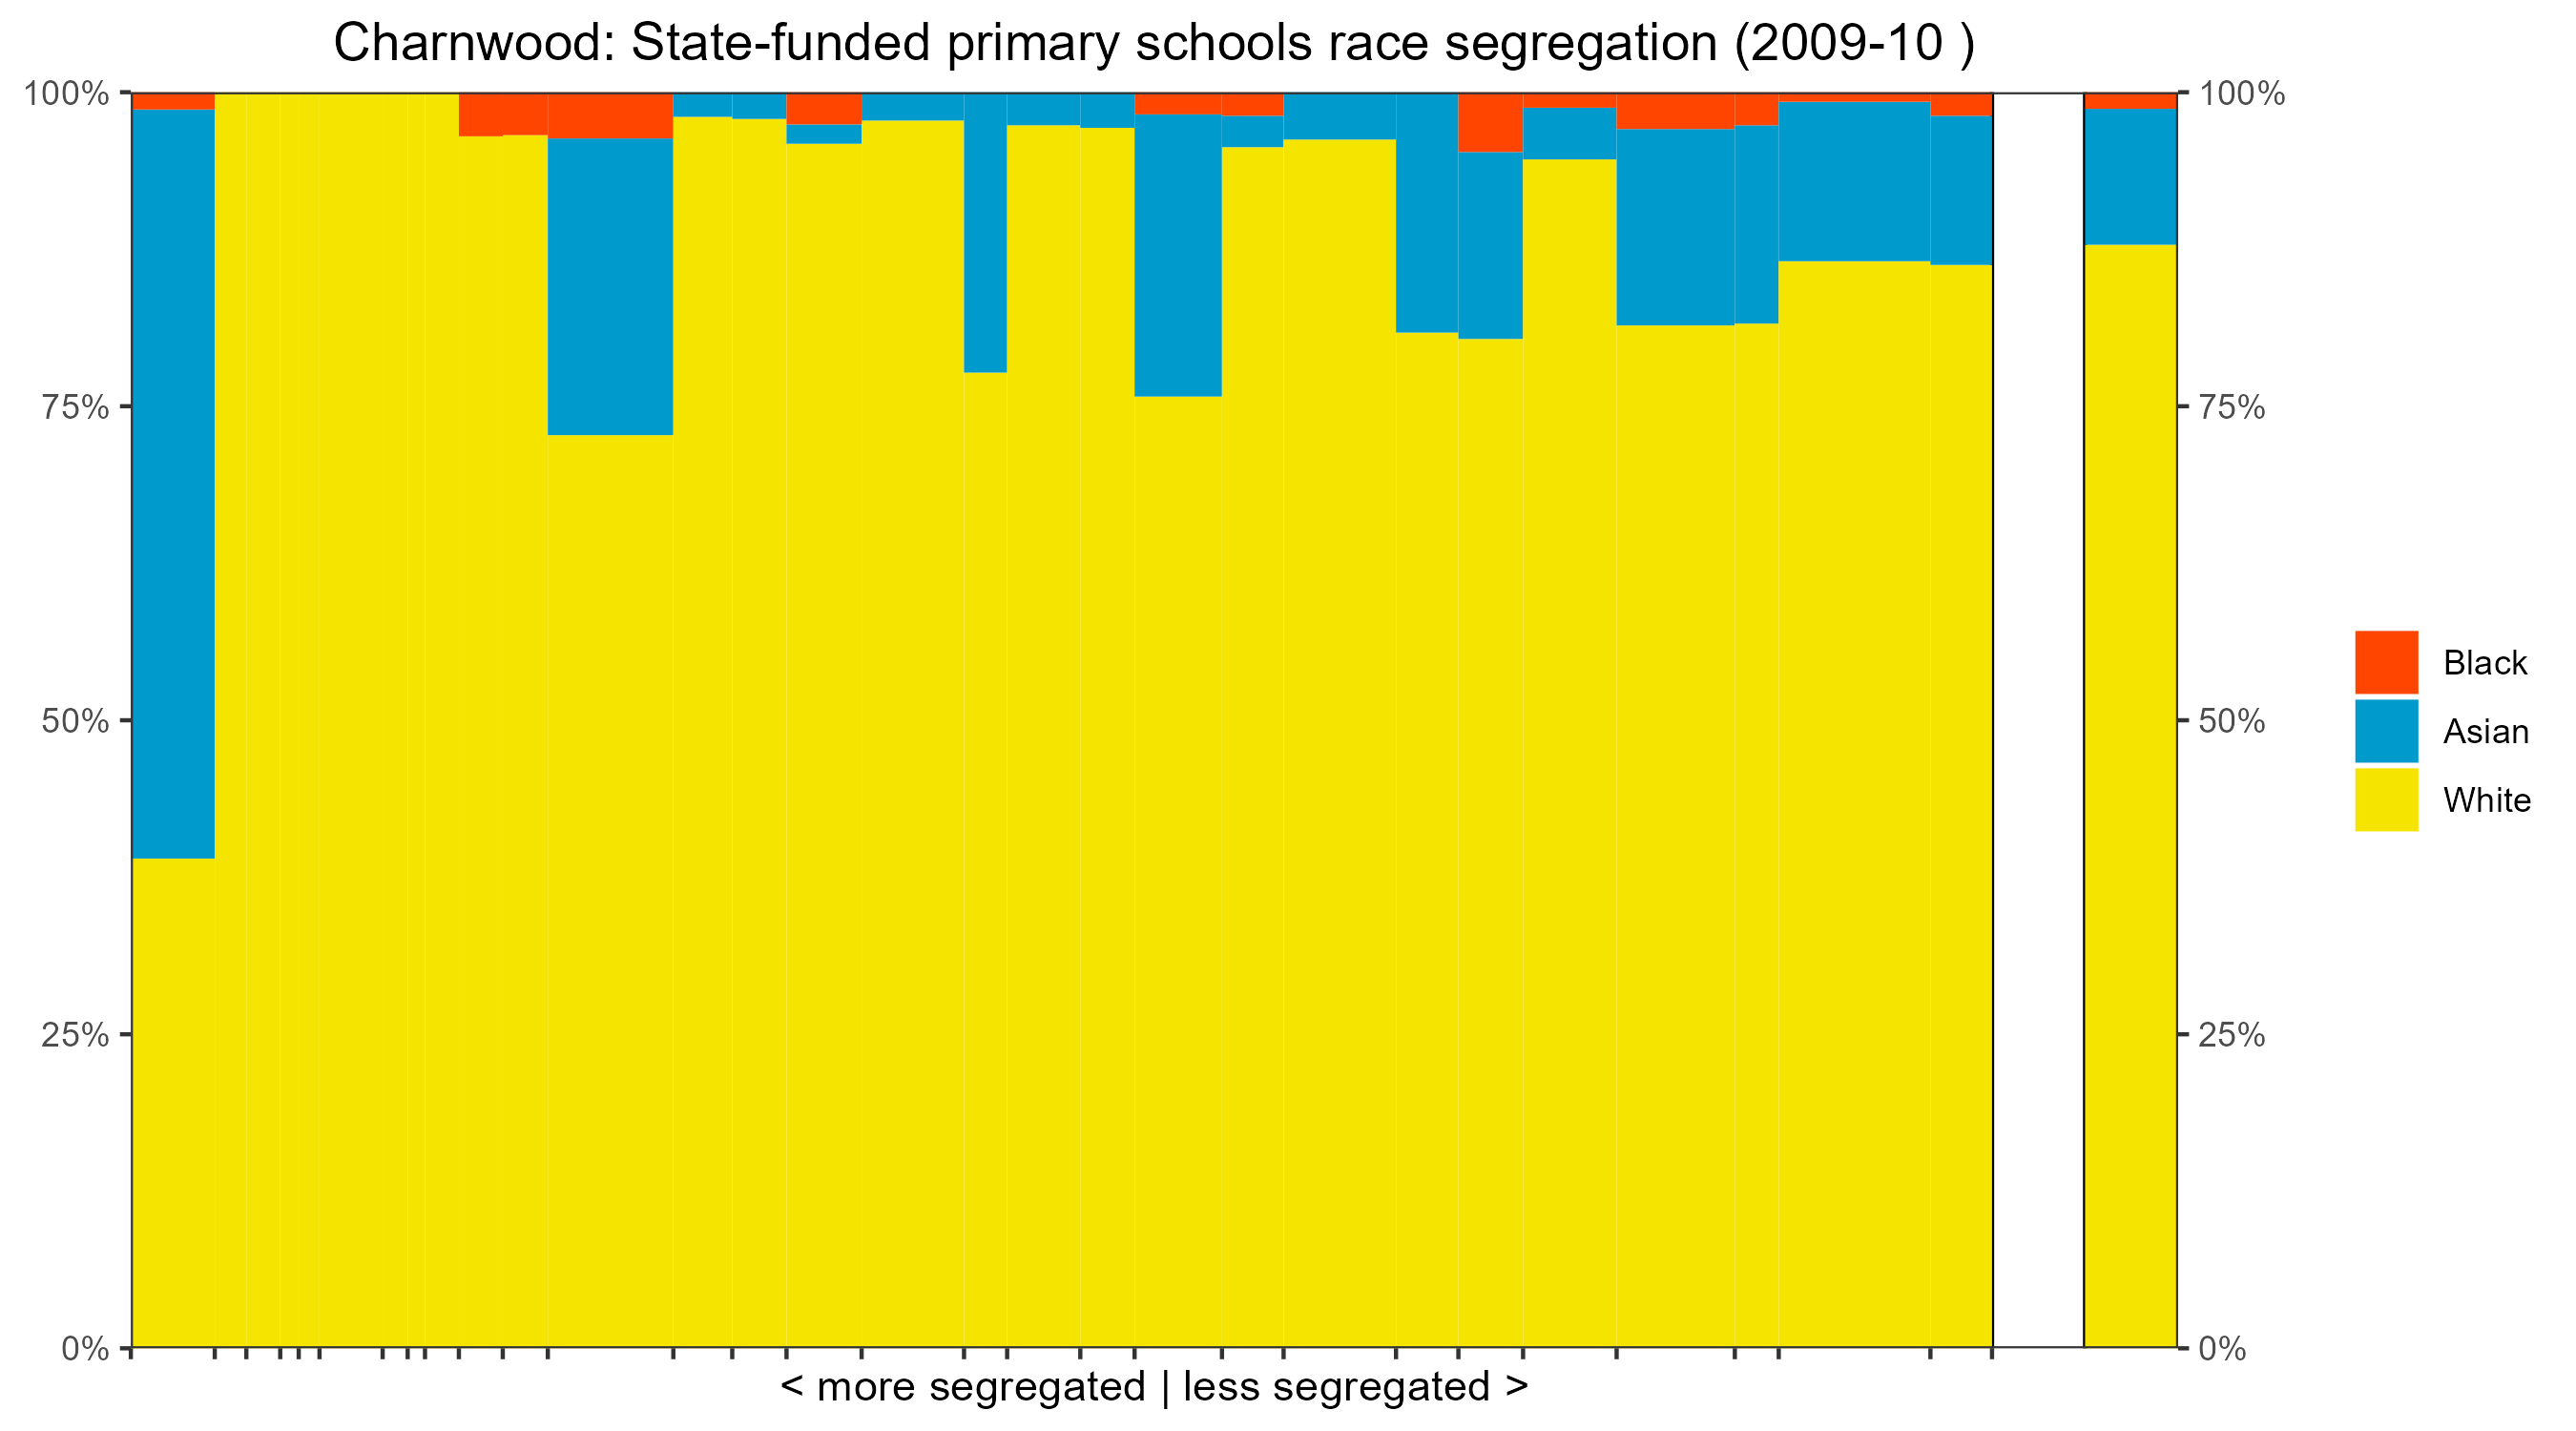 Charnwood: State-funded primary schools race segregation (2009-10 )
100%
75%
50%
25%
0%
100%
75%
50%
25%
0%
Black
Asian
White
< more segregated | less segregated >